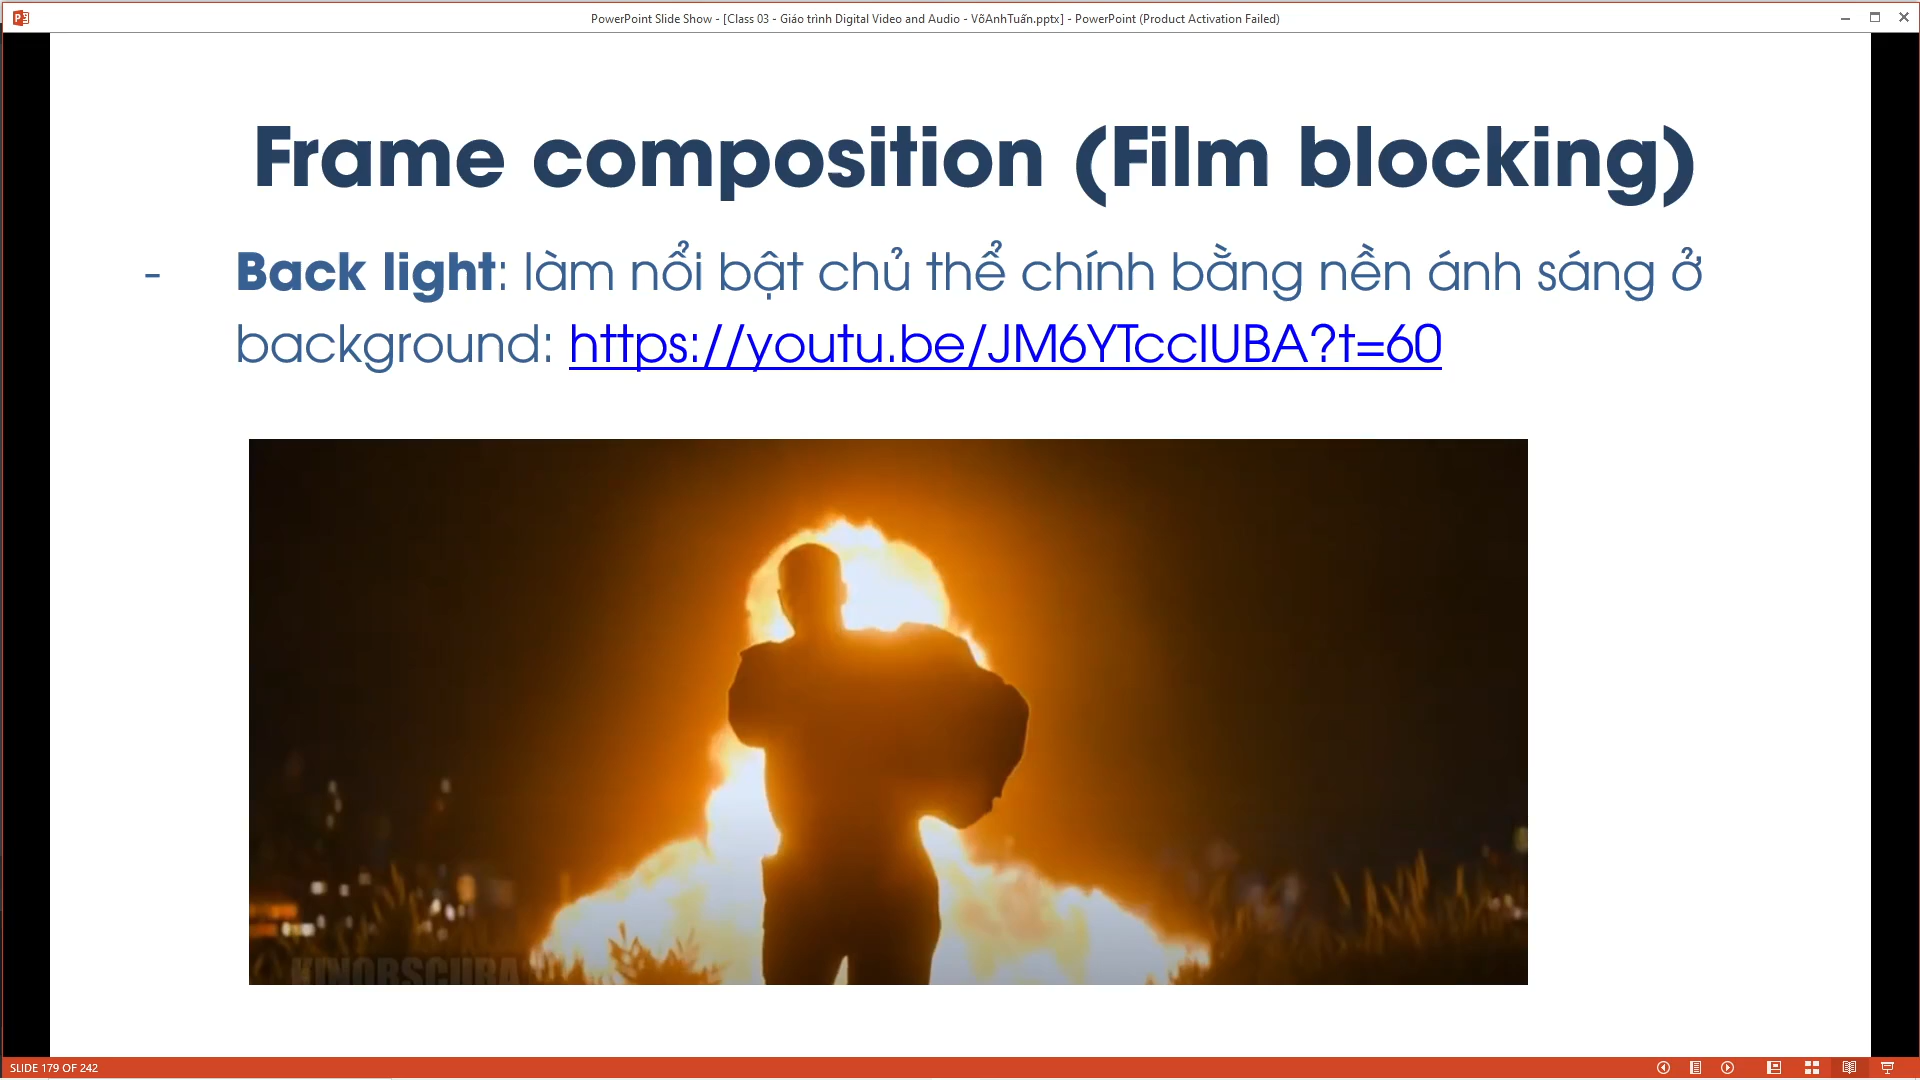 PowerPoint Slide Show - [Class 03 - Giáo trình Digital Video and Audio - VõAnhTuấn.pptx] - PowerPoint (Product Activation Failed)
Frame composition (Film blocking)
- Back light: làm nổi bật chủ thể chính bằng nền ánh sáng ở
background: https://youtu.be/JM6YTcclUBA?t=60
KINOBSCURA
SLIDE 179 OF 242